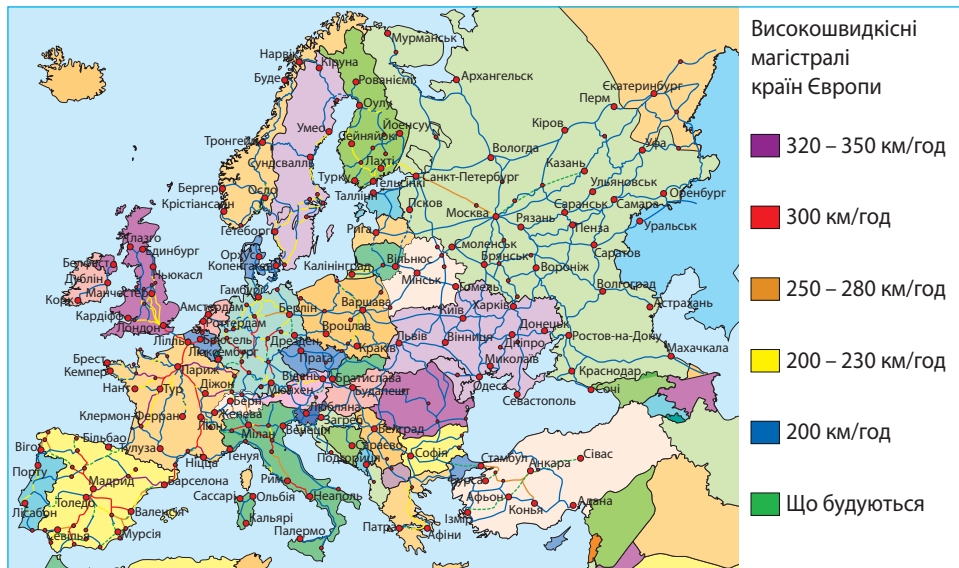 Високошвидкісні
магістралі
країн Європи
320 – 350 км/год
300 км/год
250 – 280 км/год
200 – 230 км/год
200 км/год
Що будуються
Мурманськ
Нарвік
Кіруна
Буде
Рованіємі
Архангельск
Оулу
Єкатеринбург
Перм
Умео
Йоенсуу
Сейняйокі
Кіров
Тронгейм
Сундсвалль
Вологда
Лахті
Казань
Уфа
Турку
Гельсінкі
Санкт-Петербург
Берген
Осло
Ульяновськ
Оренбург
Таллінн
Крістіансанн
Псков
Москва
Рязань
Саранськ
Самара
Гетеборг
Рига
Пенза
Уральськ
Глазго
Единбург
Орхус
Смоленськ
Саратов
Вільнюс
Брянськ
Белфаст
Копенгаген
Калінінград
Воронiж
Дублін
Ньюкасл
Мінськ
Гомель
Волгоград
Корк
Манчестер
Гамбург
Амстердам
Берлін
Варшава
Київ
Харків
Астрахань
Кардіфф
Роттердам
Донецьк
Лондон
Вроцлав
Львів
Вінниця
Дніпро
Ростов-на-Дону
Лілль
Брюссель
Дрезден
Краків
Брест
Люксембург
Прага
Миколаїв
Махачкала
Кемпер
Париж
Відень
Братислава
Одеса
Краснодар
Нант
Тур
Діжон
Мюнхен
Будапешт
Севастополь
Сочі
Берн
Любляна
Клермон-Ферран
Женева
Загреб
Ліон
Венеція
Белград
Більбао
Мілан
Віго
Тулуза
Сараєво
Порту
Ніцца
Генуя
Подгориця
Софія
Стамбул
Анкара
Сівас
Мадрид
Барселона
Рим
Бурса
Толедо
Сассарі
Ольбія
Неаполь
Афьон
Лісабон
Валенсія
Конья
Адана
Кальярі
Ізмір
Севілья
Мурсія
Палермо
Патра
Афіни